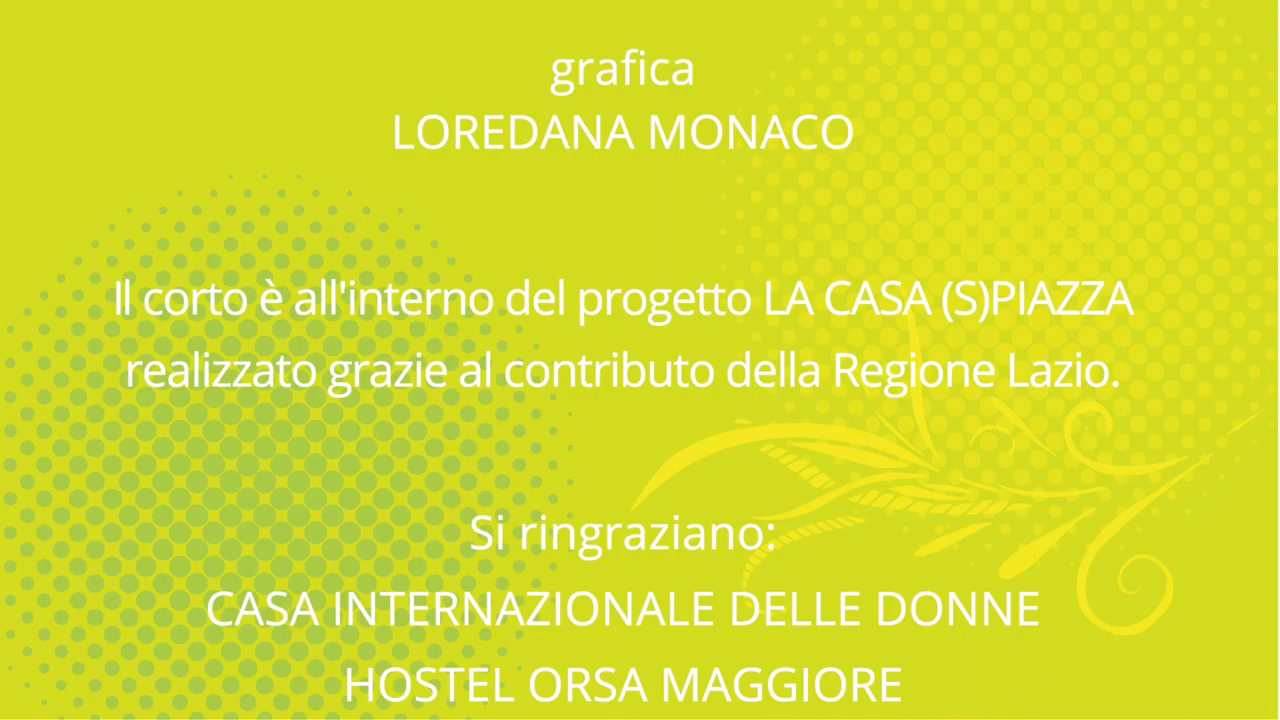 grafica
LOREDANA MONACO
Il corto è all'interno del progetto LA CASA (S)PIAZZA
realizzato grazie al contributo della Regione Lazio.
Si ringraziano:
CASA INTERNAZIONALE DELLE DONNE
HOSTEL ORSA MAGGIORE